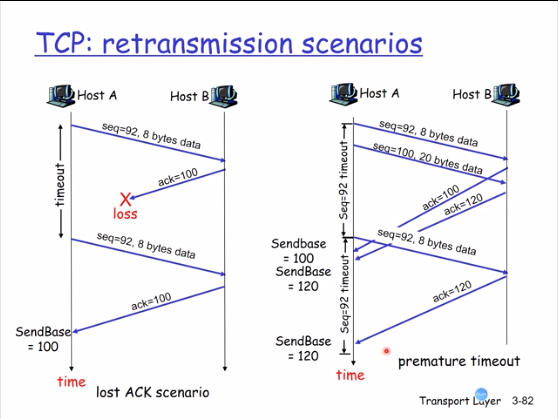 TCP: retransmission scenarios
Host A
Host B
seq=92, 8 bytes data
ack=100
X
loss
timeout
seq=92, 8 bytes data
ack=100
SendBase
= 100
time
lost ACK scenario
Host A
Host B
seq=92, 8 bytes data
seq=100, 20 bytes data
ack=100
ack=120
Seq=92 timeout
Sendbase
= 100
SendBase
= 120
seq=92, 8 bytes data
Seq=92 timeout
ack=120
SendBase
= 120
time
premature timeout
Transport Layer 3-82